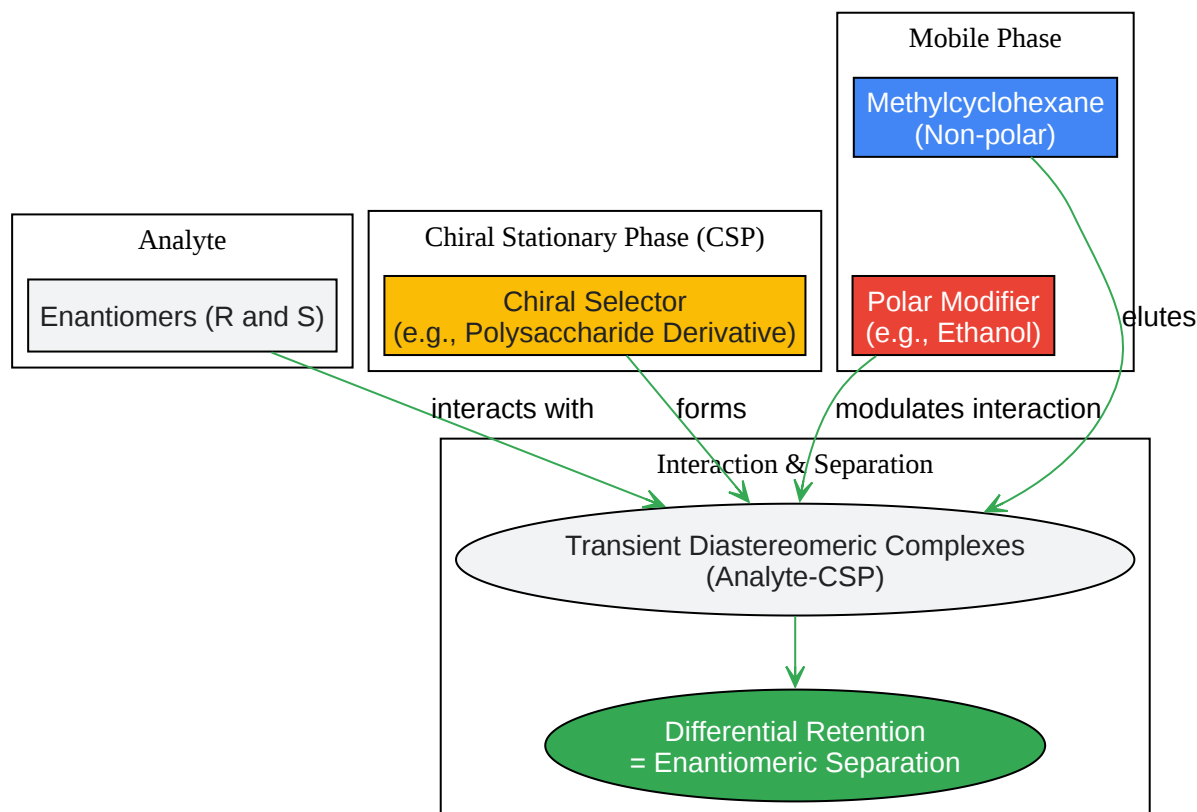 Mobile Phase
Methylcyclohexane
(Non-polar)
Analyte
Enantiomers (R and S)
Chiral Stationary Phase (CSP)
Chiral Selector
(e.g., Polysaccharide Derivative)
Polar Modifier
(e.g., Ethanol)
elutes
interacts with
forms
modulates interaction
Interaction & Separation
Transient Diastereomeric Complexes
(Analyte-CSP)
Differential Retention
= Enantiomeric Separation